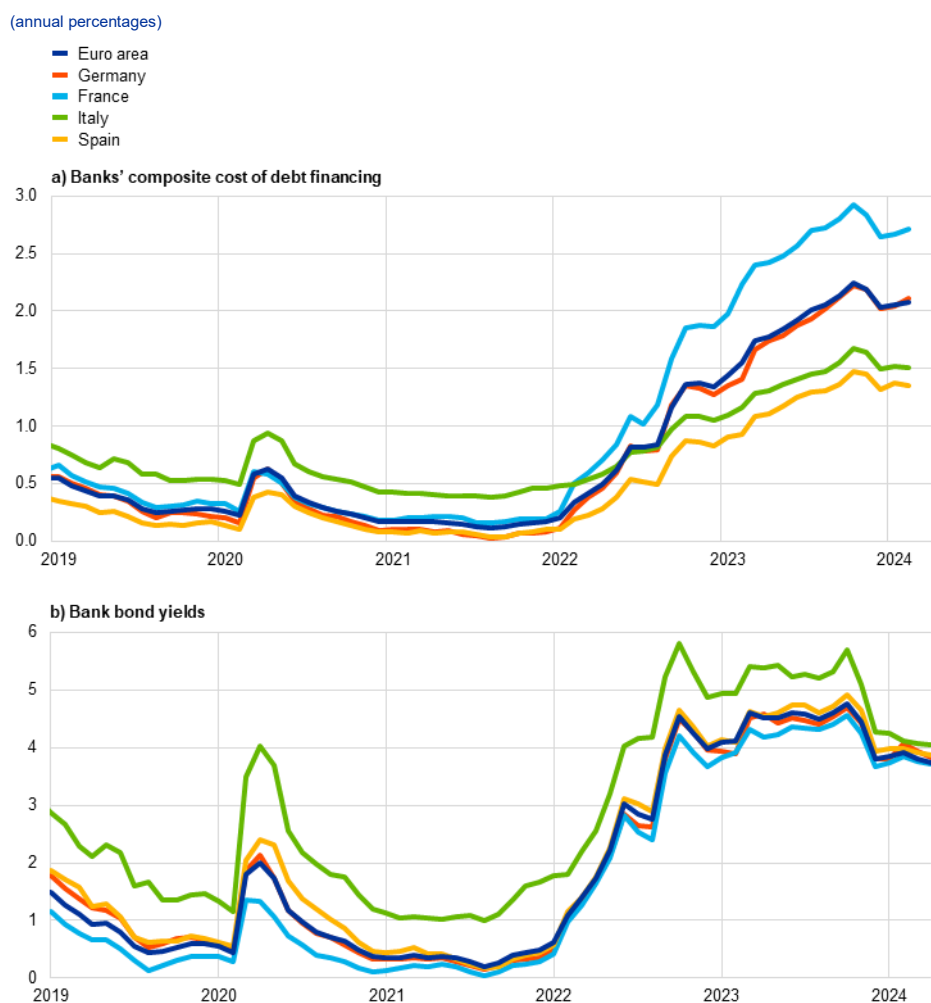 (annual percentages)
Euro area
Germany
France
Italy
Spain
a) Banks’ composite cost of debt financing
3.0
2.5
2.0
1.5
1.0
0.5
0.0
2019 2020 2021 2022 2023 2024
b) Bank bond yields
6
5
4
3
2
1
0
2019 2020 2021 2022 2023 2024